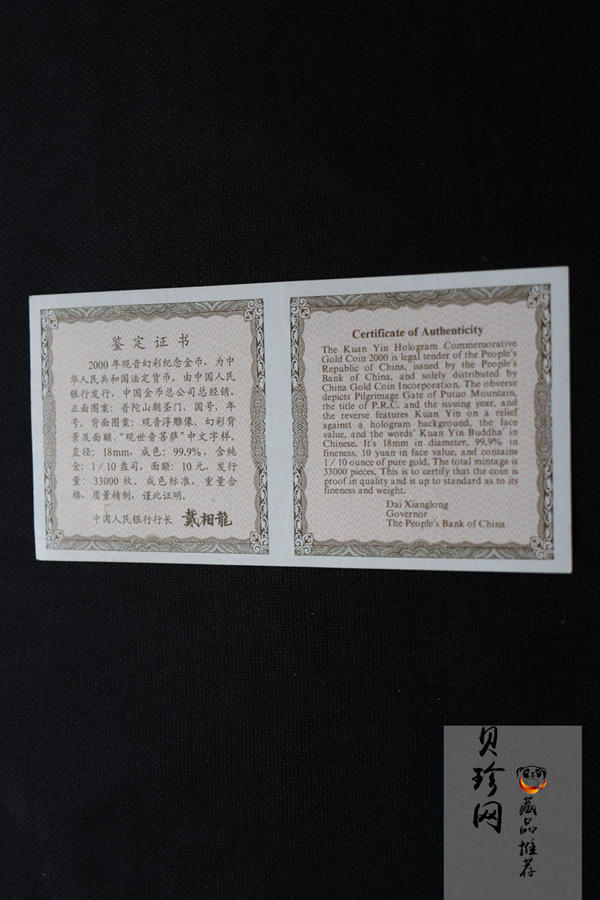 鉴定证书
2000年观音幻彩纪念金币，为中
华人民共和国法定货币。由中国人民
银行发行，中国金币总公司总经销。
正面图案：普陀山朝圣门、国号，年
号。背面图案：观音浮雕像、幻彩背
景及面额、“观世音菩萨”中文字样，
直径：18mm，成色：99.9%，含纯
金：1/10盎司，面额：10元，发行
量：33000枚。成色标准，重量合
格，质量精制，谨此证明。
中国人民银行行长 戴相龍
Certificate of Authenticity
The Kuan Yin Hologram Commemorative
Gold Coin 2000 is legal tender of the People's
Republic of China, issued by the People's
Bank of China, and solely distributed by
China Gold Coin Incorporation. The obverse
depicts Pilgrimage Gate of Putuo Mountain,
the title of P.R.C. and the issuing year, and
the reverse features Kuan Yin on a relief
against a hologram background, the face
value, and the words' Kuan Yin Buddha' in
Chinese. It's 18mm in diameter, 99.9% in
fineness, 10 yuan in face value, and contains
1/10 ounce of pure gold. The total mintage is
33000 pieces. This is to certify that the coin is
proof in quality and is up to standard as to its
fineness and weight.
Dai Xianglong
Governor
The People's Bank of China
贝珍网
藏品推荐